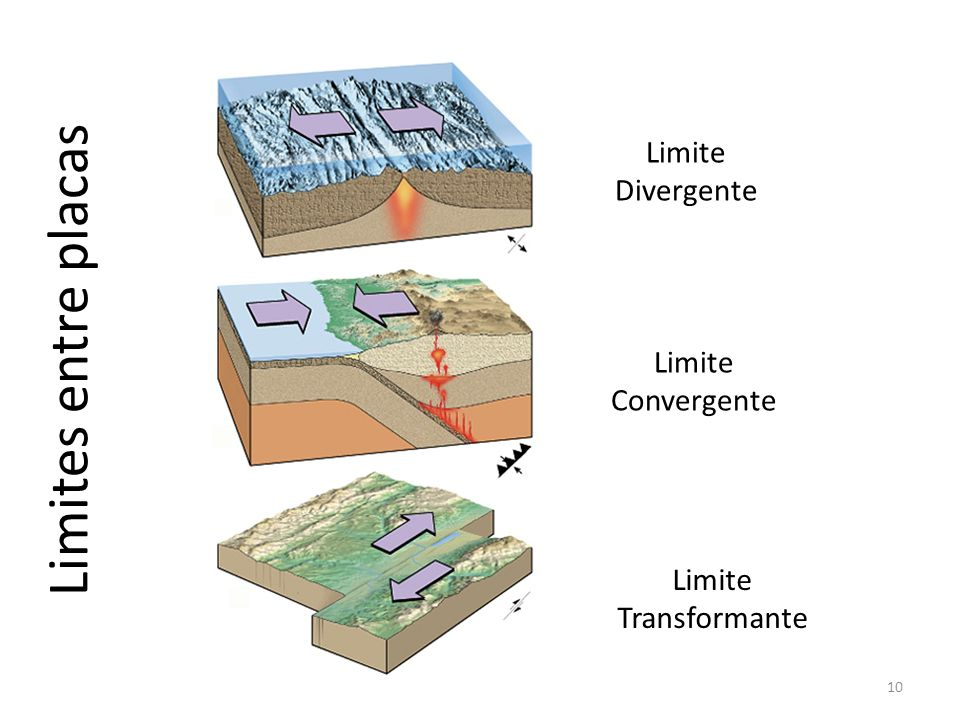 Limites entre placas
Limite
Divergente
Limite
Convergente
Limite
Transformante
10